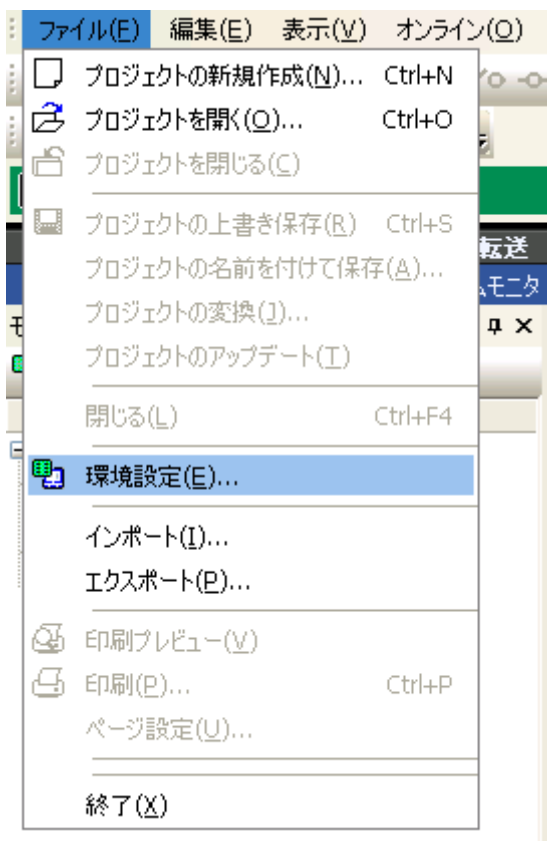 ファイル(F) 編集(E) 表示(V) オンライン(O)
プロジェクトの新規作成(N)... Ctrl+N
プロジェクトを開く(O)... Ctrl+O
プロジェクトを閉じる(C)
プロジェクトの上書き保存(R) Ctrl+S
転送
プロジェクトの名前を付けて保存(A)...
ムモニタ
プロジェクトの変換(J)...
モ
プロジェクトのアップデート(T)
閉じる(L) Ctrl+F4
環境設定(E)...
インポート(I)...
エクスポート(P)...
印刷プレビュー(V)
印刷(P)... Ctrl+P
ページ設定(U)...
終了(X)